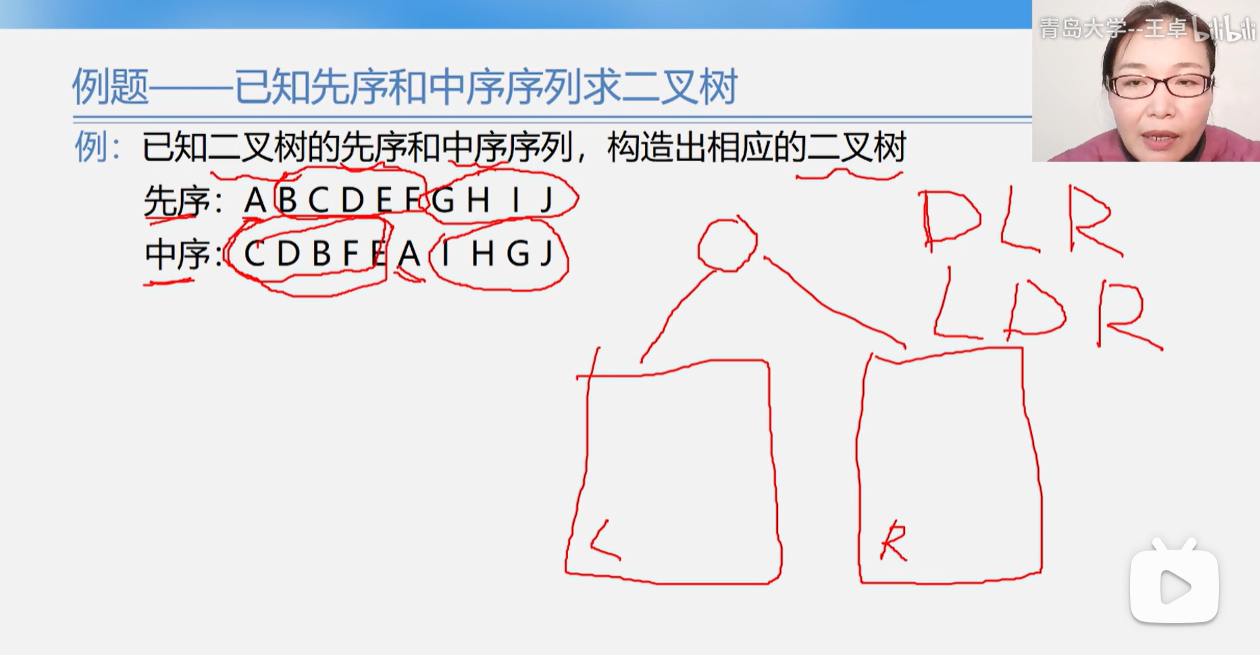 青岛大学--王卓 bilibili
例题——已知先序和中序序列求二叉树
例：已知二叉树的先序和中序序列，构造出相应的二叉树
先序：A B C D E F G H I J
中序：C D B F E A I H G J
D L R
L D R
L
R